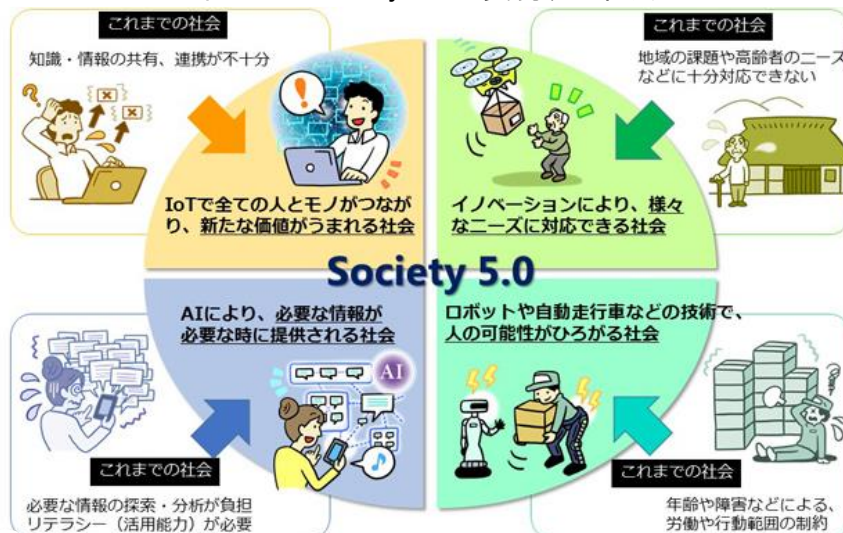 これまでの社会
知識・情報の共有、連携が不十分
IoTで全ての人とモノがつなが
り、新たな価値がうまれる社会
これまでの社会
地域の課題や高齢者のニーズ
などに十分対応できない
イノベーションにより、様々
なニーズに対応できる社会
Society 5.0
AIにより、必要な情報が
必要な時に提供される社会
AI
これまでの社会
必要な情報の探索・分析が負担
リテラシー（活用能力）が必要
ロボットや自動走行車などの技術で、
人の可能性がひろがる社会
これまでの社会
年齢や障害などによる、
労働や行動範囲の制約